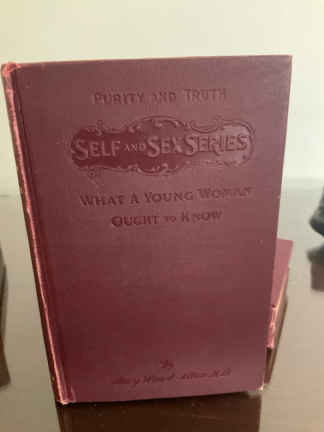 PURITY AND TRUTH
SELF AND SEX SERIES
WHAT A YOUNG WOMAN
OUGHT TO KNOW
By
Mary Wood-Allen, M.D.